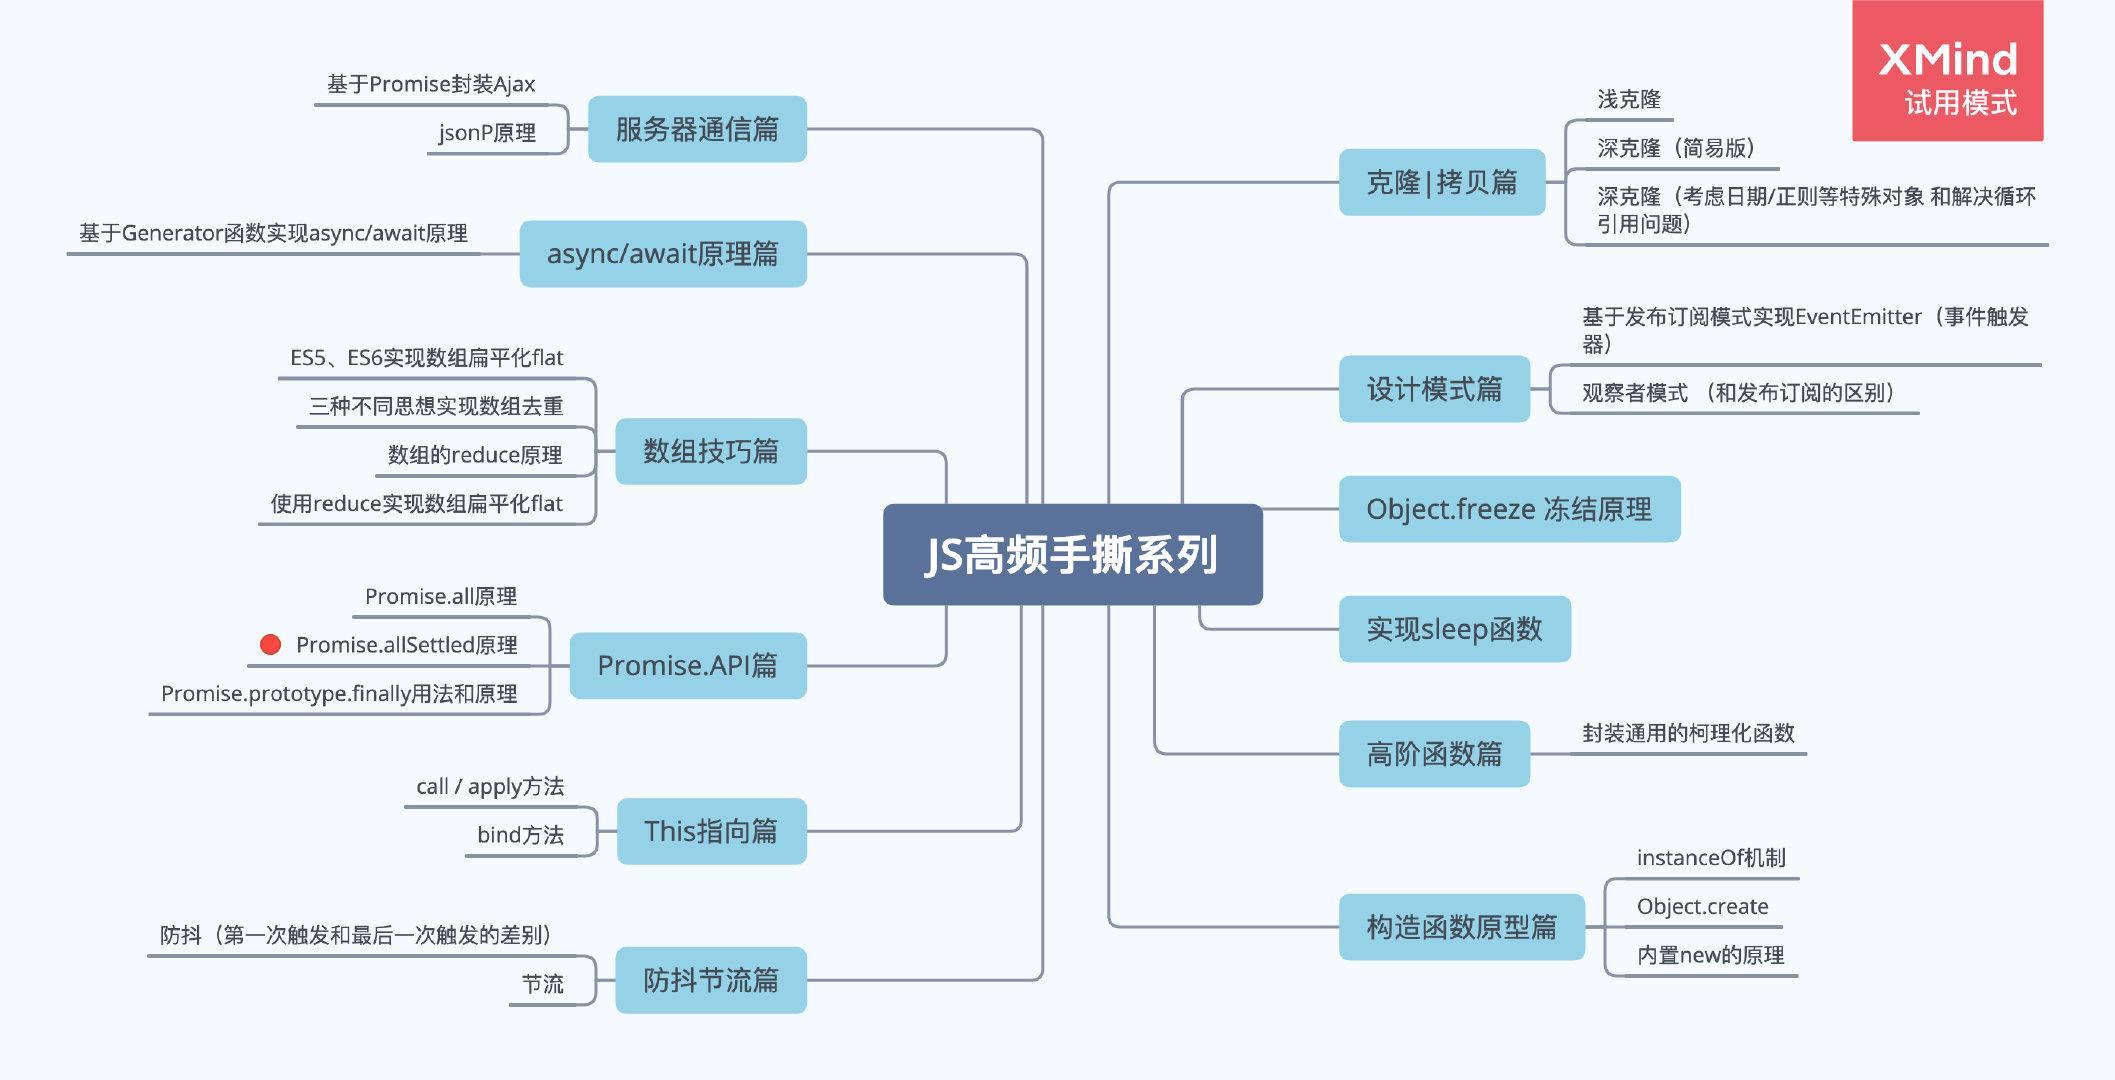 XMind
试用模式
JS高频手撕系列
服务器通信篇
基于Promise封装Ajax
jsonP原理
async/await原理篇
基于Generator函数实现async/await原理
数组技巧篇
ES5、ES6实现数组扁平化flat
三种不同思想实现数组去重
数组的reduce原理
使用reduce实现数组扁平化flat
Promise.API篇
Promise.all原理
Promise.allSettled原理
Promise.prototype.finally用法和原理
This指向篇
call / apply方法
bind方法
防抖节流篇
防抖（第一次触发和最后一次触发的差别）
节流
克隆|拷贝篇
浅克隆
深克隆（简易版）
深克隆（考虑日期/正则等特殊对象 和解决循环
引用问题）
设计模式篇
基于发布订阅模式实现EventEmitter（事件触发
器）
观察者模式 （和发布订阅的区别）
Object.freeze 冻结原理
实现sleep函数
高阶函数篇
封装通用的柯理化函数
构造函数原型篇
instanceOf机制
Object.create
内置new的原理